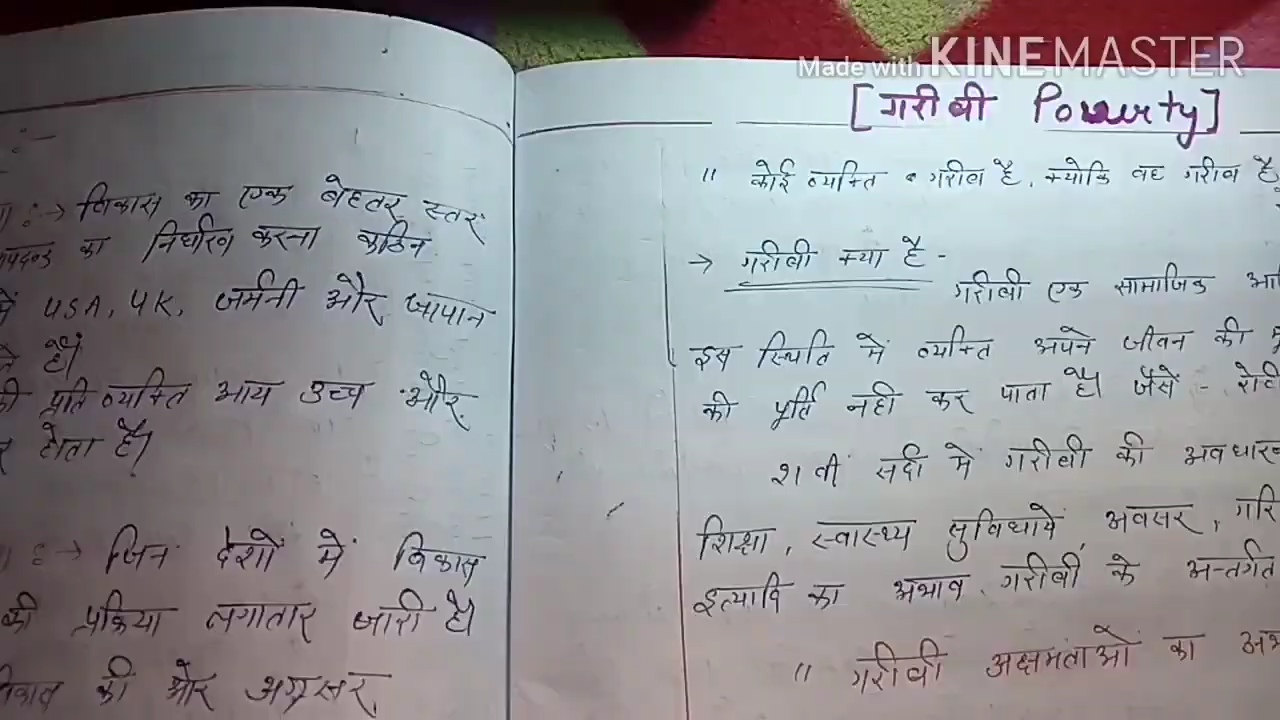 Made with KINEMASTER
:-
:→ विकास का एक बेहतर स्तर
का निर्धारण करना कठिन
में USA, UK, जर्मनी और जापान
है।
की प्रति व्यक्ति आय उच्च और
होता है।
:→ जिन देशों में विकास
की प्रक्रिया लगातार जारी है।
की ओर अग्रसर
[गरीबी Poverty]
" कोई व्यक्ति गरीब है, क्योकि वह गरीब है
→ गरीबी क्या है -
गरीबी एक सामाजिक
इस स्थिति में व्यक्ति अपने जीवन की
की पूर्ति नही कर पाता है। जैसें -
21 वीं सदी में गरीबी की
शिक्षा, स्वास्थ्य सुविधायें, अवसर,
इत्यादि का अभाव, गरीबी के अन्तर्गत
" गरीबी अक्षमताओं का